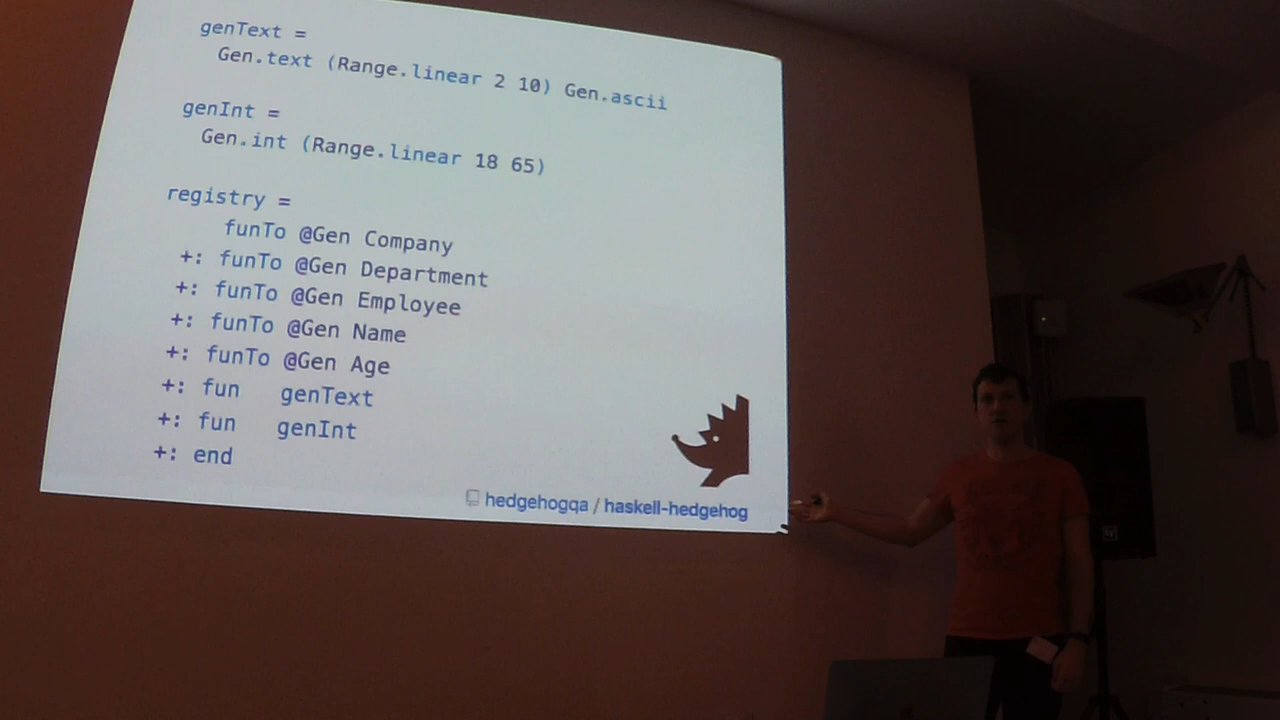 genText =
  Gen.text (Range.linear 2 10) Gen.ascii
genInt =
  Gen.int (Range.linear 18 65)
registry =
     funTo @Gen Company
  +: funTo @Gen Department
  +: funTo @Gen Employee
  +: funTo @Gen Name
  +: funTo @Gen Age
  +: fun   genText
  +: fun   genInt
  +: end
hedgehogqa / haskell-hedgehog